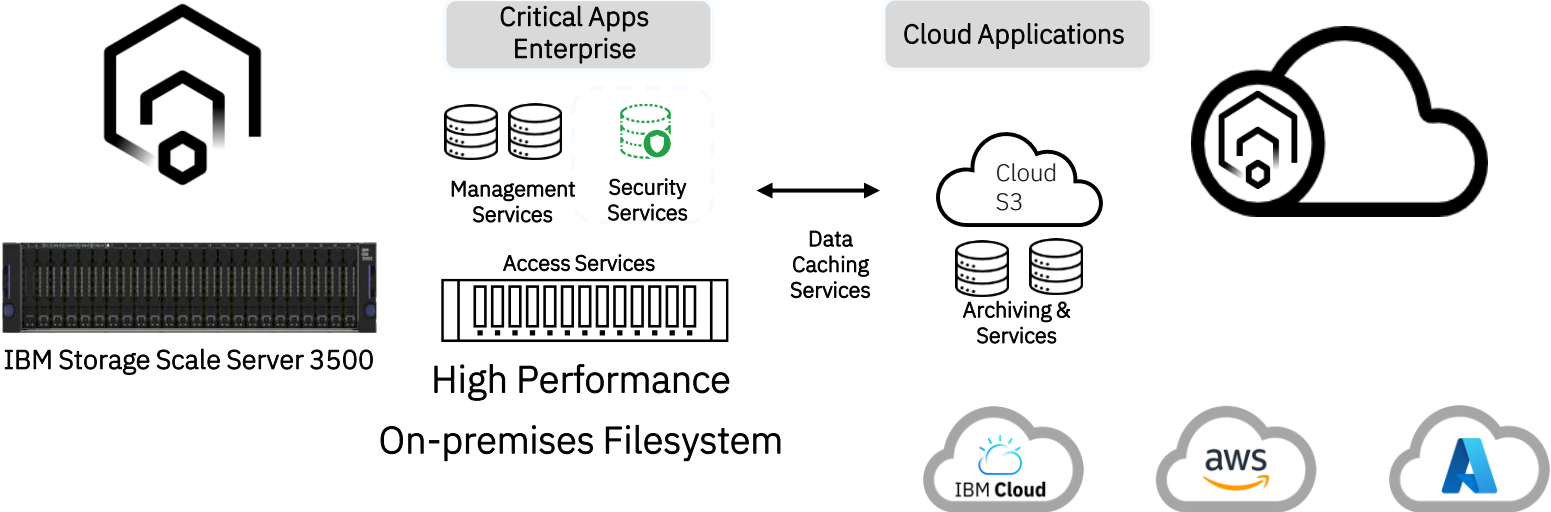 Critical Apps
Enterprise
Cloud Applications
Management
Services
Security
Services
Cloud
S3
Data
Caching
Services
Access Services
Archiving &
Services
IBM Storage Scale Server 3500
High Performance
On-premises Filesystem
IBM Cloud
aws